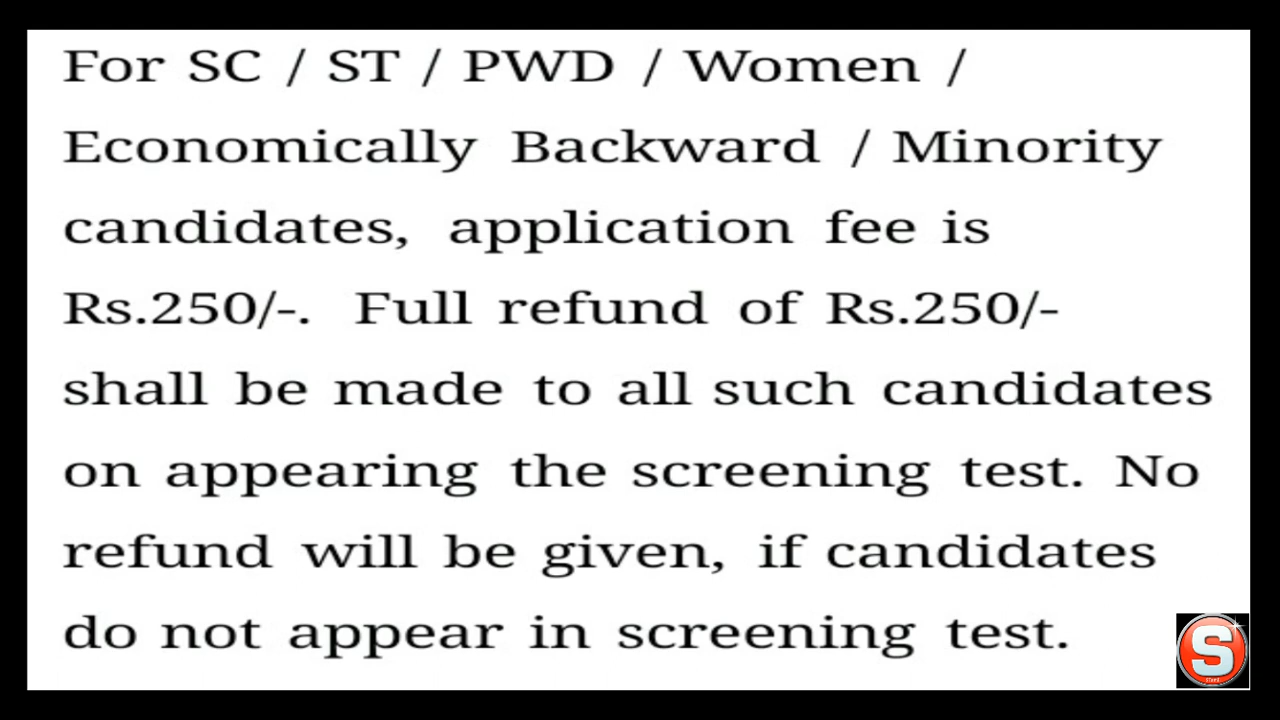 For SC / ST / PWD / Women /
Economically Backward / Minority
candidates, application fee is
Rs.250/-. Full refund of Rs.250/-
shall be made to all such candidates
on appearing the screening test. No
refund will be given, if candidates
do not appear in screening test.
S